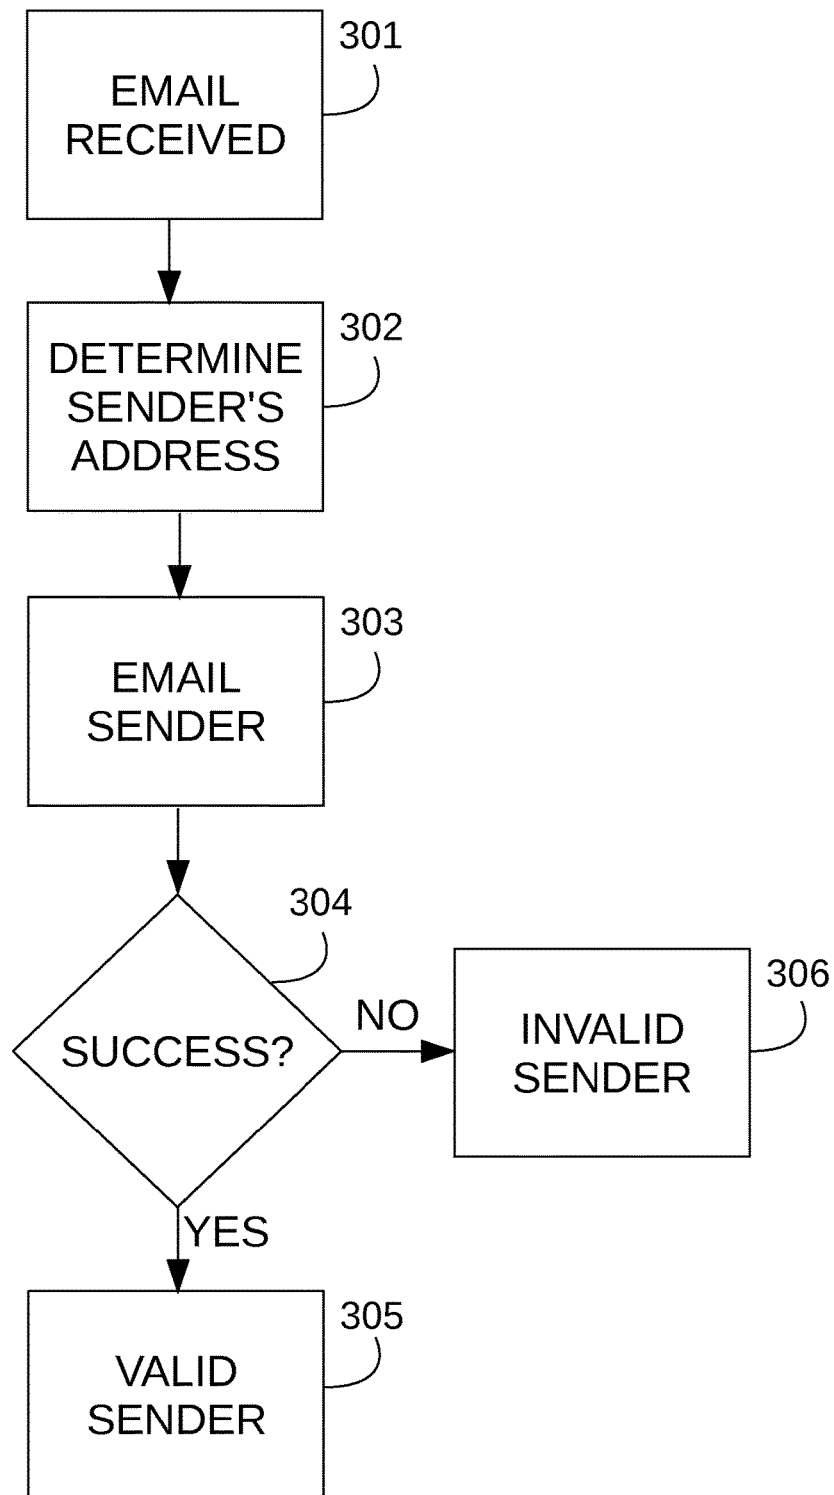 301
EMAIL
RECEIVED
302
DETERMINE
SENDER'S
ADDRESS
303
EMAIL
SENDER
304
SUCCESS?
NO
306
INVALID
SENDER
YES
305
VALID
SENDER